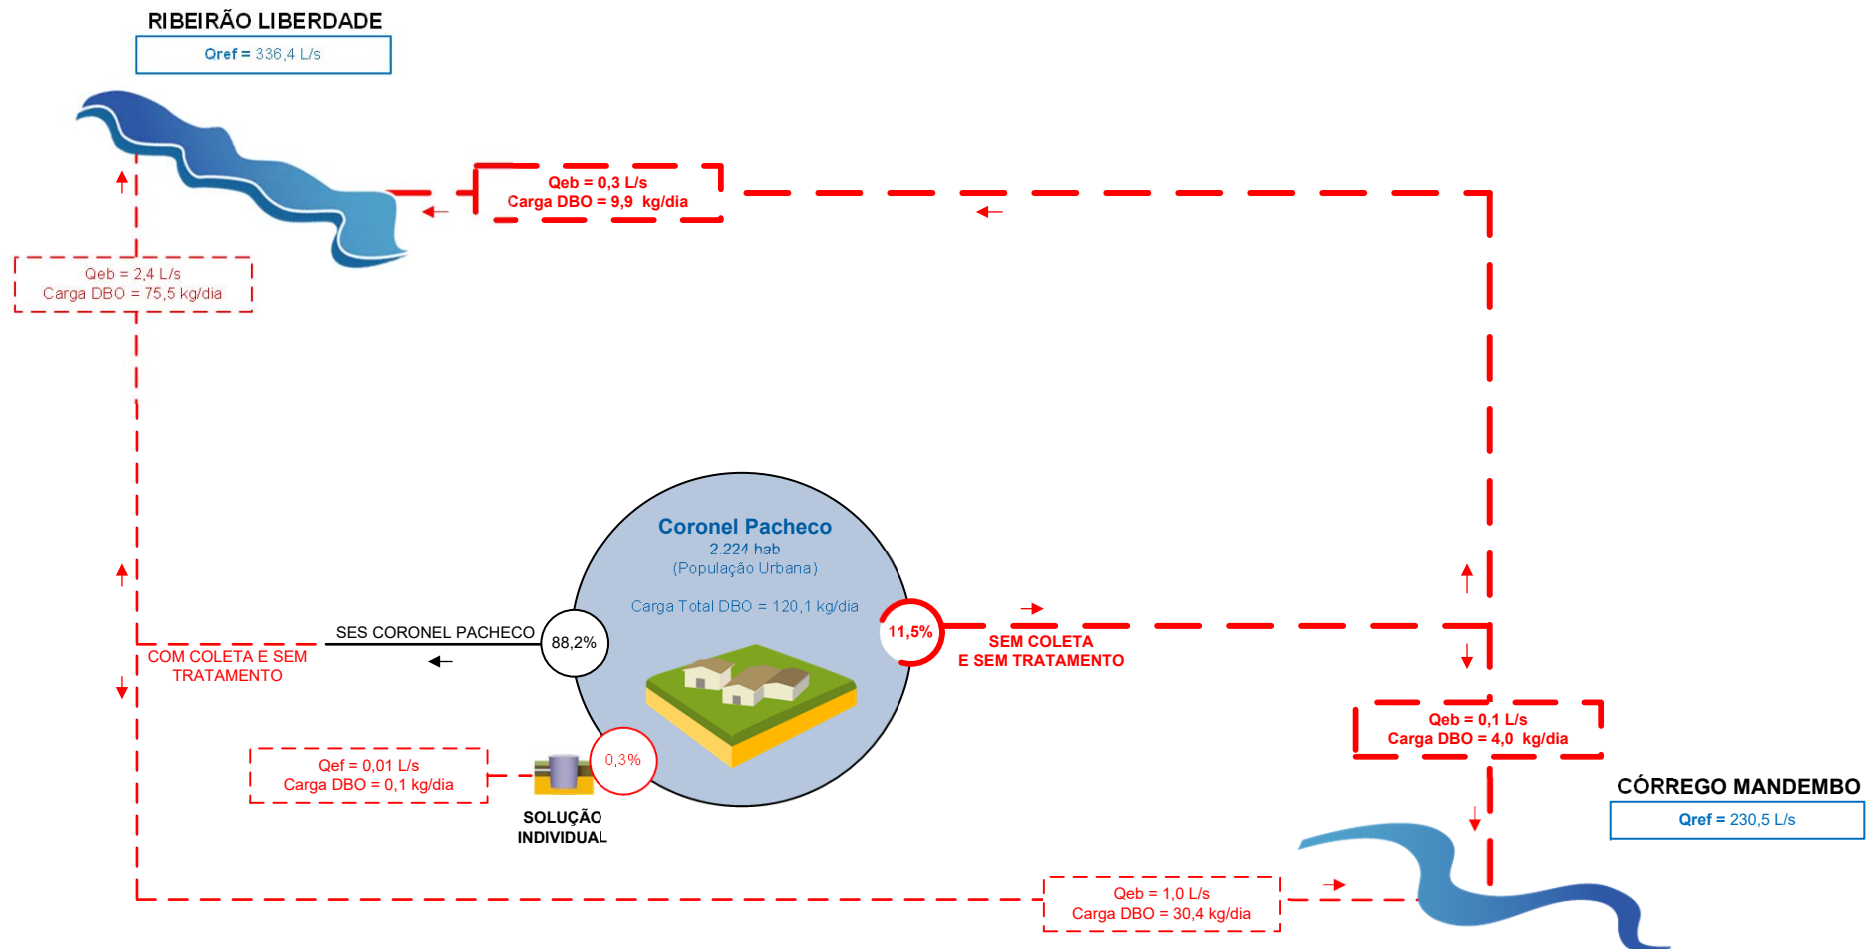 RIBEIRÃO LIBERDADE
Qref = 336,4 L/s
Qeb = 0,3 L/s
Carga DBO = 9,9 kg/dia
Qeb = 2,4 L/s
Carga DBO = 75,5 kg/dia
Coronel Pacheco
2.224 hab
(População Urbana)
Carga Total DBO = 120,1 kg/dia
SES CORONEL PACHECO
88,2%
11,5%
COM COLETA E SEM
TRATAMENTO
SEM COLETA
E SEM TRATAMENTO
0,3%
Qef = 0,01 L/s
Carga DBO = 0,1 kg/dia
SOLUÇÃO
INDIVIDUAL
Qeb = 0,1 L/s
Carga DBO = 4,0 kg/dia
CÓRREGO MANDEMBO
Qref = 230,5 L/s
Qeb = 1,0 L/s
Carga DBO = 30,4 kg/dia